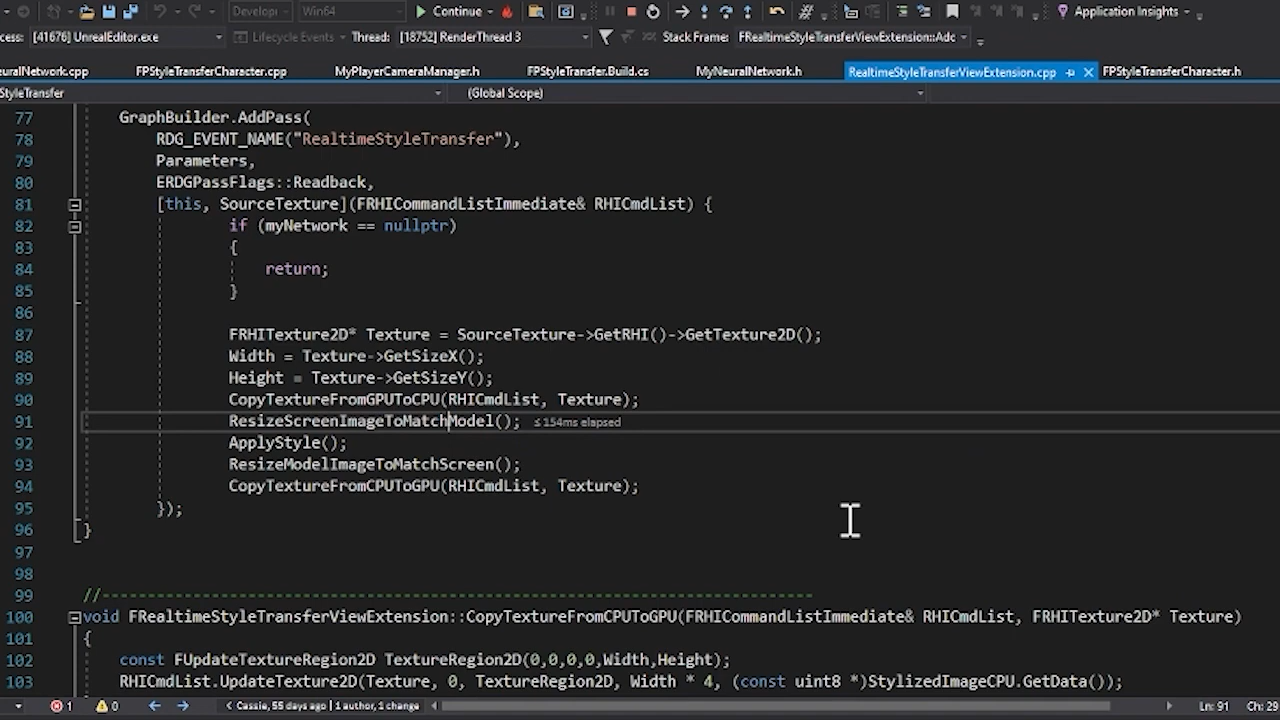 Develop Win64 Continue Application Insights
cess: [41676] UnrealEditor.exe Lifecycle Events Thread: [18752] RenderThread 3 Stack Frame: FRealtimeStyleTransferViewExtension::Adc
euralNetwork.cpp FPStyleTransferCharacter.cpp MyPlayerCameraManager.h FPStyleTransfer.Build.cs MyNeuralNetwork.h RealtimeStyleTransferViewExtension.cpp FPStyleTransferCharacter.h
StyleTransfer (Global Scope)
77 GraphBuilder.AddPass(
78 RDG_EVENT_NAME("RealtimeStyleTransfer"),
79 Parameters,
80 ERDGPassFlags::Readback,
81 [this, SourceTexture](FRHICommandListImmediate& RHICmdList) {
82 if (myNetwork == nullptr)
83 {
84 return;
85 }
86
87 FRHITexture2D* Texture = SourceTexture->GetRHI()->GetTexture2D();
88 Width = Texture->GetSizeX();
89 Height = Texture->GetSizeY();
90 CopyTextureFromGPUToCPU(RHICmdList, Texture);
91 ResizeScreenImageToMatchModel(); ≤154ms elapsed
92 ApplyStyle();
93 ResizeModelImageToMatchScreen();
94 CopyTextureFromCPUToGPU(RHICmdList, Texture);
95 });
96 }
97
98
99 //-------------------------------------------------------------------------------
100 void FRealtimeStyleTransferViewExtension::CopyTextureFromCPUToGPU(FRHICommandListImmediate& RHICmdList, FRHITexture2D* Texture)
101 {
102 const FUpdateTextureRegion2D TextureRegion2D(0,0,0,0,Width,Height);
103 RHICmdList.UpdateTexture2D(Texture, 0, TextureRegion2D, Width * 4, (const uint8 *)StylizedImageCPU.GetData());
1 0 Cassie, 55 days ago | 1 author, 1 change Ln: 91 Ch: 29